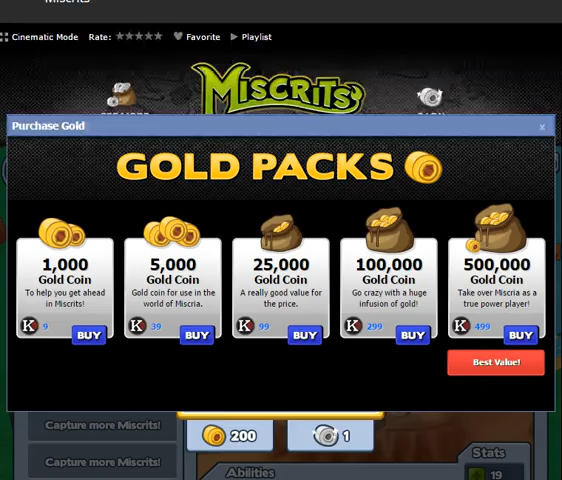 Cinematic Mode Rate: Favorite Playlist
MISCRITS
Purchase Gold x
GOLD PACKS
1,000
Gold Coin
To help you get ahead
in Miscrits!
K 9 BUY
5,000
Gold Coin
Gold coin for use in the
world of Miscria.
K 39 BUY
25,000
Gold Coin
A really good value for
the price.
K 99 BUY
100,000
Gold Coin
Go crazy with a huge
infusion of gold!
K 299 BUY
500,000
Gold Coin
Take over Miscria as a
true power player!
K 499
Best Value!
Capture more Miscrits!
200 1
Capture more Miscrits!
Abilities
Stats
19